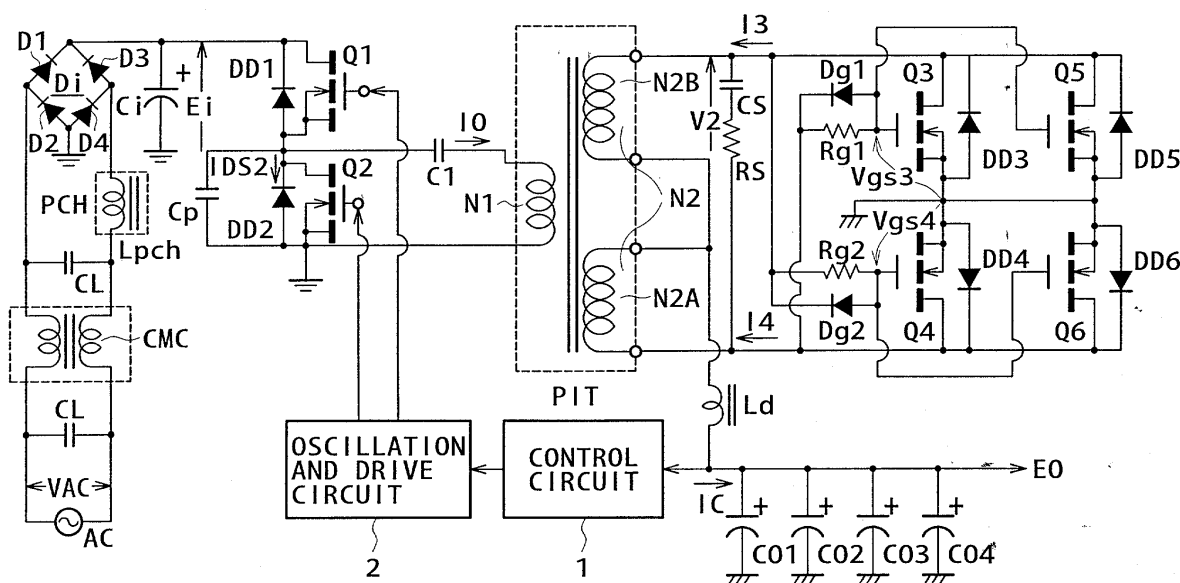 D1
D3
Di
D2
D4
Ci
+
Ei
DD1
Q1
IDS2
Q2
Cp
DD2
C1
IO
N1
N2B
N2
N2A
PIT
I3
V2
CS
RS
I4
Dg1
Rg1
Q3
Q5
DD3
DD5
Vgs3
Vgs4
Rg2
Dg2
Q4
DD4
Q6
DD6
PCH
Lpch
CL
CMC
CL
VAC
AC
OSCILLATION
AND DRIVE
CIRCUIT
2
CONTROL
CIRCUIT
1
Ld
IC
EO
+
+
+
+
CO1
CO2
CO3
CO4